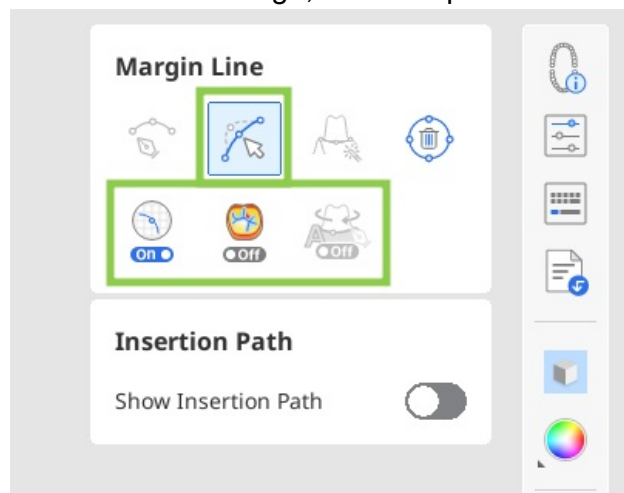 Margin Line
On
Off
A
Off
Insertion Path
Show Insertion Path